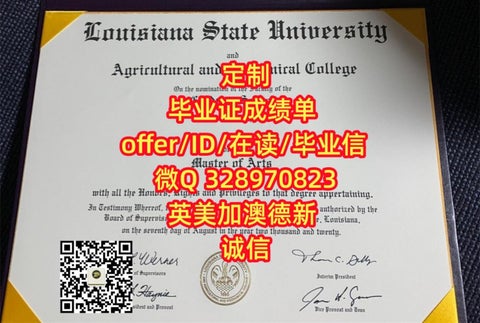 Louisiana State University
and
Agricultural and Mechanical College
On the nomination of the Faculty of the
定制
毕业证成绩单
offer/ID/在读/毕业信
Master of Arts
微Q 328970823
with all the Honors, Rights and Privileges to that degree appertaining.
英美加澳德新
In Testimony Whereof, authorized by the
Board of Supervisors Louisiana,
on the seventh day of August in the year two thousand and twenty.
诚信
Interim President